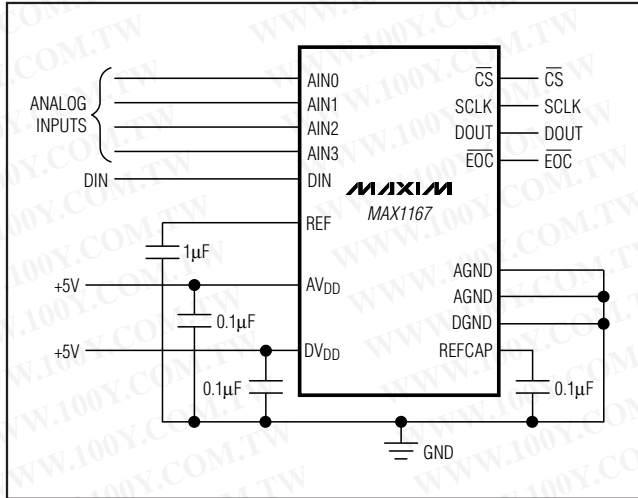 AIN0
AIN1
AIN2
AIN3
DIN
REF
AVDD
DVDD
ANALOG
INPUTS
DIN
1µF
+5V
0.1µF
+5V
0.1µF
MAXIM
MAX1167
CS
SCLK
DOUT
EOC
CS
SCLK
DOUT
EOC
AGND
AGND
DGND
REFCAP
0.1µF
GND
WWW.100Y.COM.TW